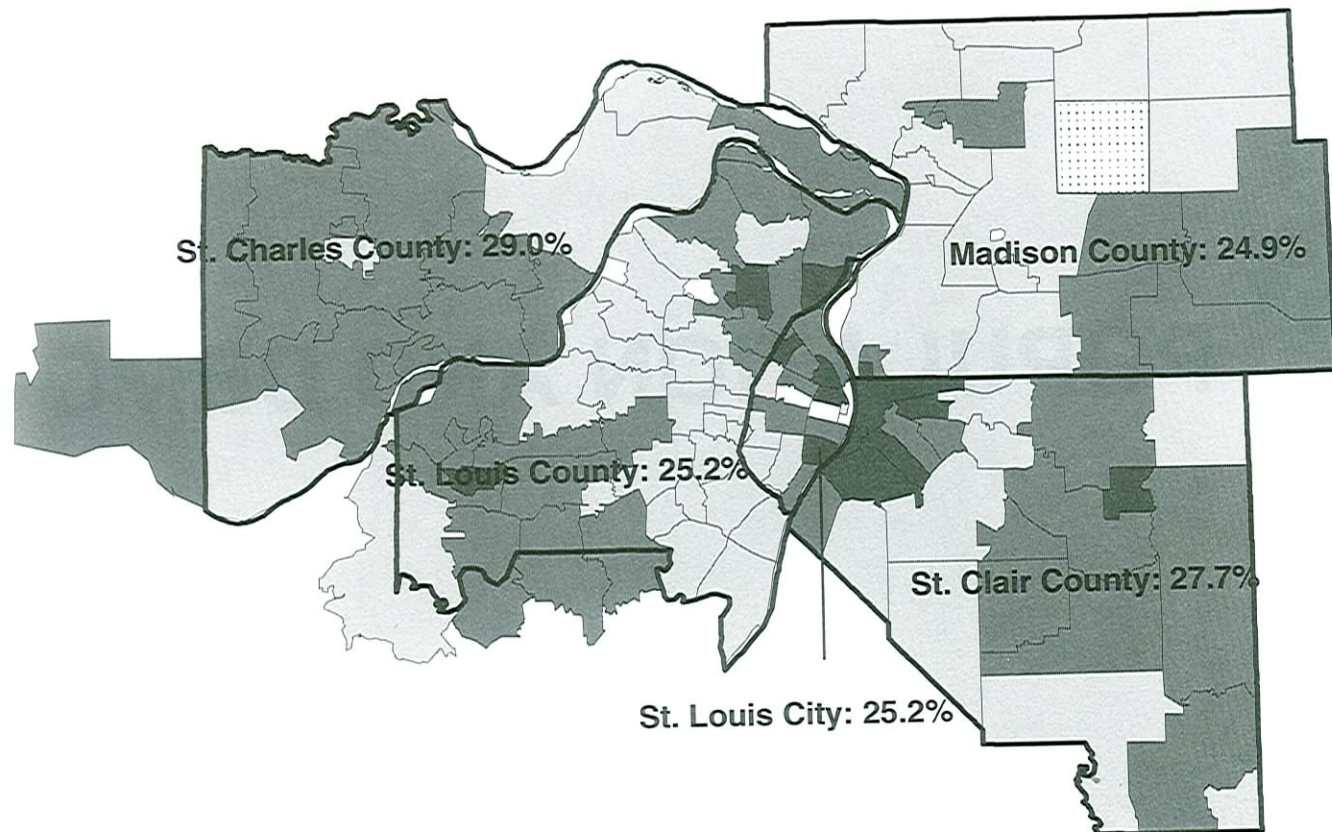 St. Charles County: 29.0%
Madison County: 24.9%
St. Louis County: 25.2%
St. Clair County: 27.7%
St. Louis City: 25.2%